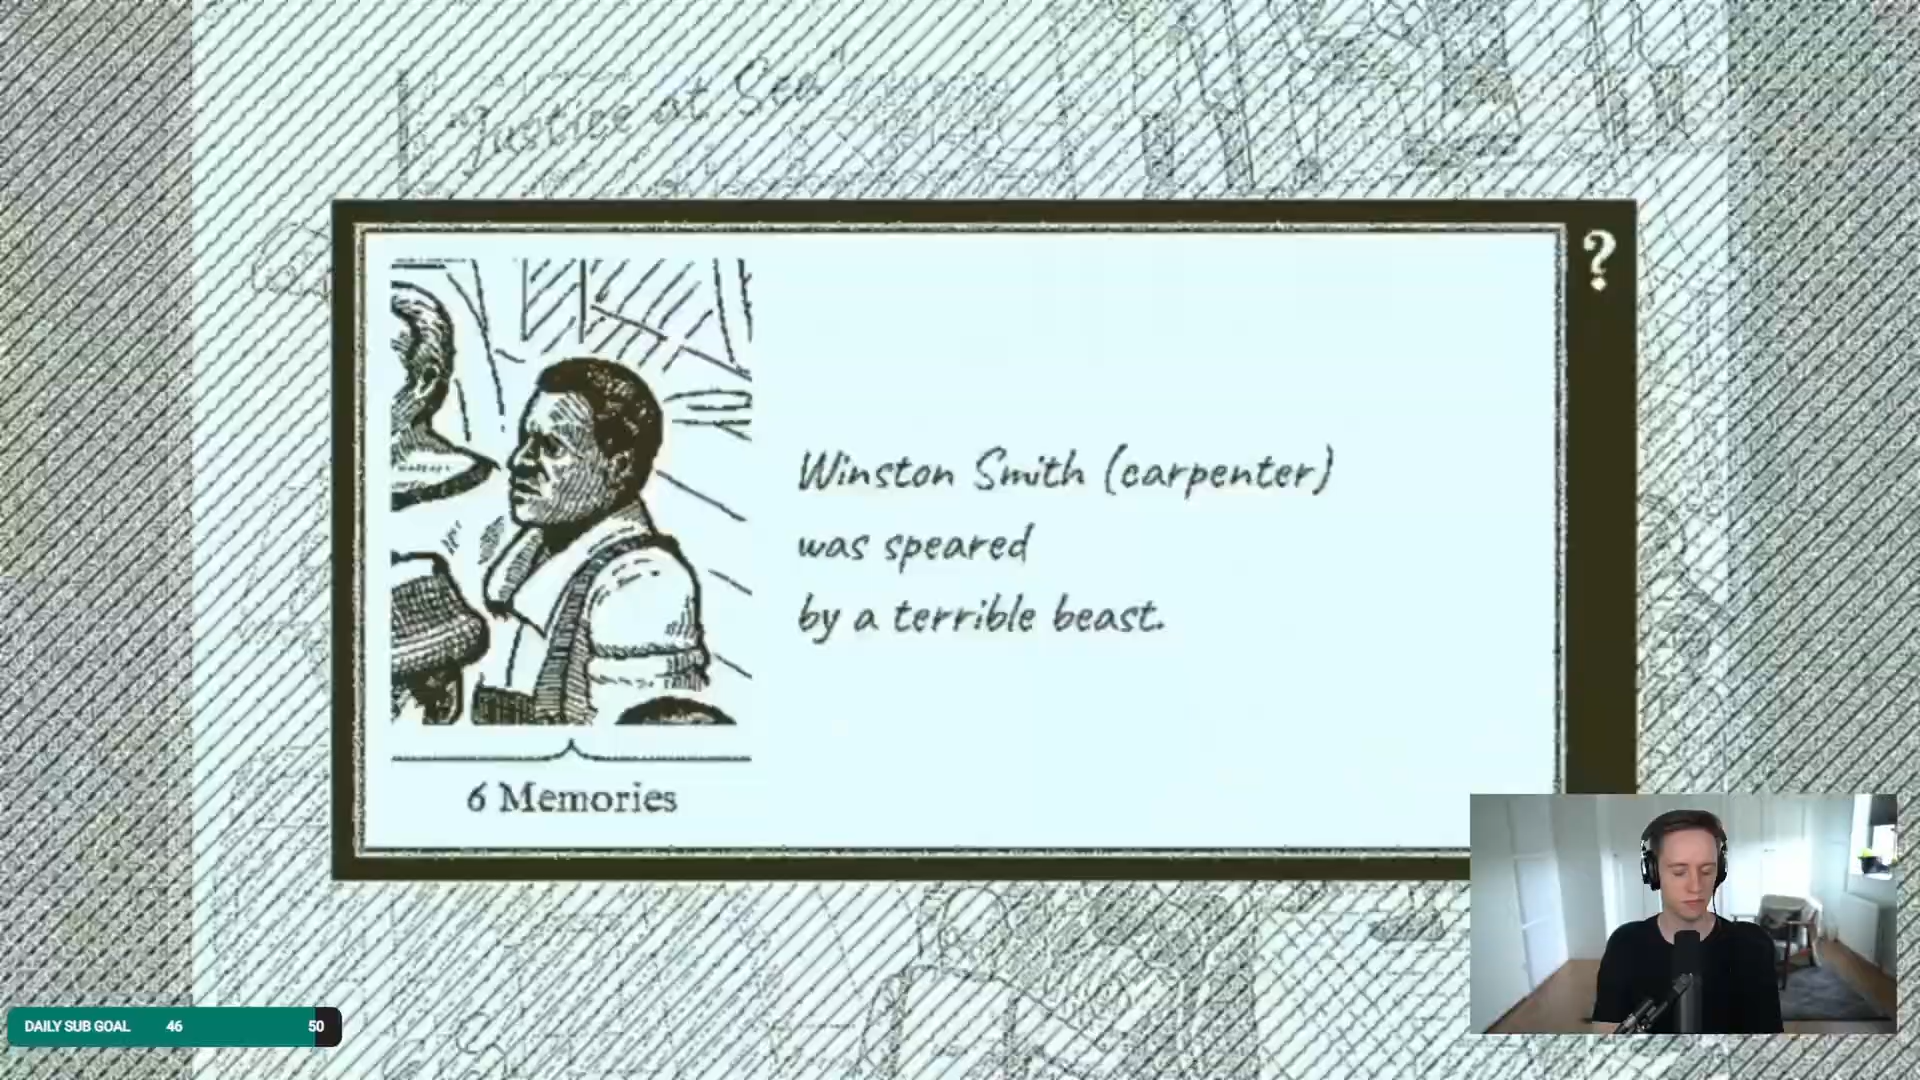 "Justice at Sea"
?
Winston Smith (carpenter)
was speared
by a terrible beast.
6 Memories
DAILY SUB GOAL 46 50